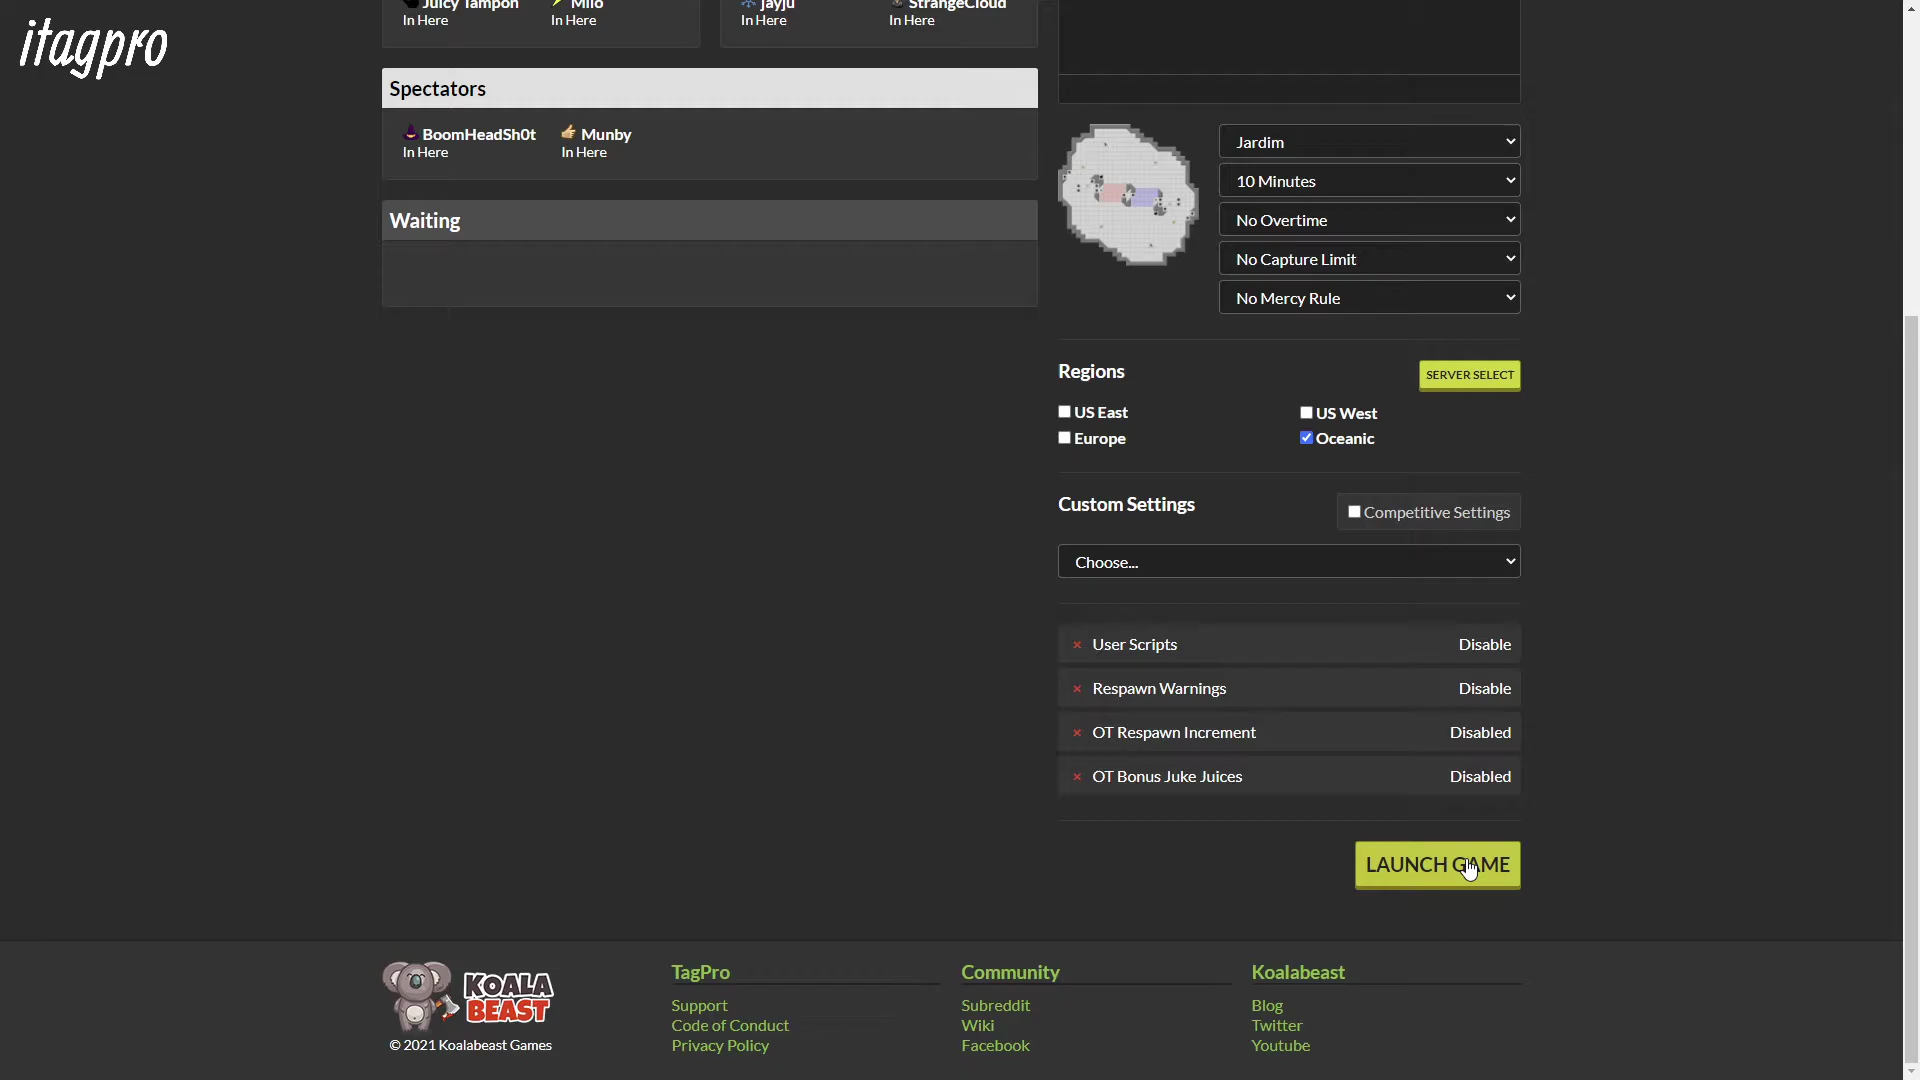 itagpro
Juicy Tampon
In Here
Milo
In Here
jayju
In Here
StrangeCloud
In Here
Spectators
BoomHeadSh0t
In Here
Munby
In Here
Waiting
Jardim
10 Minutes
No Overtime
No Capture Limit
No Mercy Rule
Regions
SERVER SELECT
US East
US West
Europe
Oceanic
Custom Settings
Competitive Settings
Choose...
× User Scripts Disable
× Respawn Warnings Disable
× OT Respawn Increment Disabled
× OT Bonus Juke Juices Disabled
LAUNCH GAME
KOALA
BEAST
© 2021 Koalabeast Games
TagPro
Support
Code of Conduct
Privacy Policy
Community
Subreddit
Wiki
Facebook
Koalabeast
Blog
Twitter
Youtube